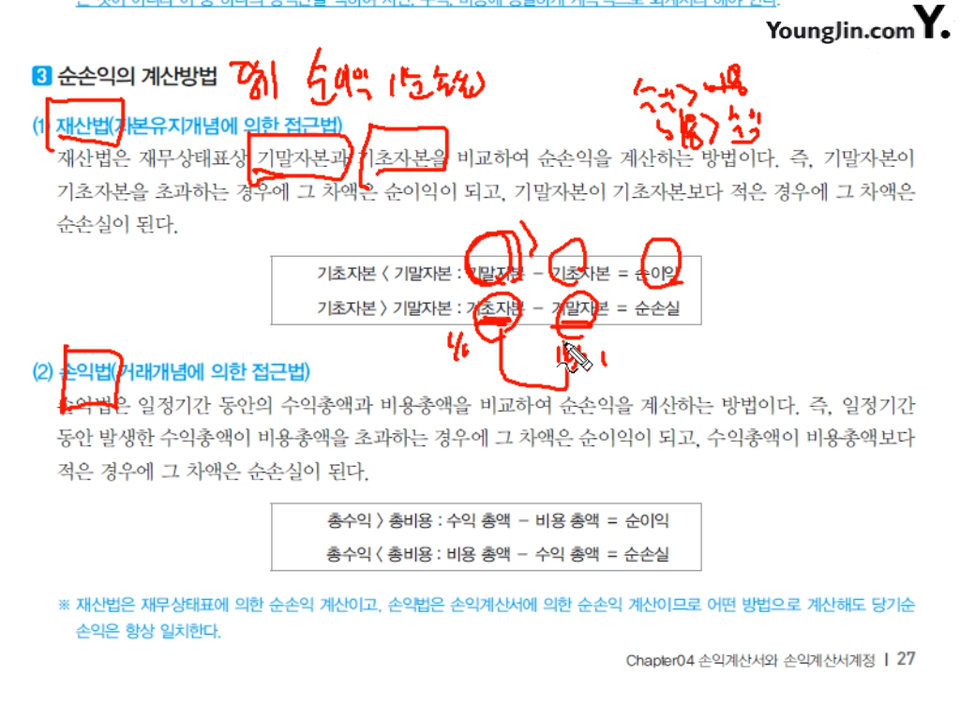 YoungJin.com Y.
3 순손익의 계산방법 당기 순이익 (순손실)
수익 > 비용
비용 > 수익
(1) 재산법(자본유지개념에 의한 접근법)
재산법은 재무상태표상 기말자본과 기초자본을 비교하여 순손익을 계산하는 방법이다. 즉, 기말자본이
기초자본을 초과하는 경우에 그 차액은 순이익이 되고, 기말자본이 기초자본보다 적은 경우에 그 차액은
순손실이 된다.
기초자본 < 기말자본 : 기말자본 - 기초자본 = 순이익
기초자본 > 기말자본 : 기초자본 - 기말자본 = 순손실
(2) 손익법(거래개념에 의한 접근법)
손익법은 일정기간 동안의 수익총액과 비용총액을 비교하여 순손익을 계산하는 방법이다. 즉, 일정기간
동안 발생한 수익총액이 비용총액을 초과하는 경우에 그 차액은 순이익이 되고, 수익총액이 비용총액보다
적은 경우에 그 차액은 순손실이 된다.
총수익 > 총비용 : 수익 총액 - 비용 총액 = 순이익
총수익 < 총비용 : 비용 총액 - 수익 총액 = 순손실
※ 재산법은 재무상태표에 의한 순손익 계산이고, 손익법은 손익계산서에 의한 순손익 계산이므로 어떤 방법으로 계산해도 당기순
손익은 항상 일치한다.
Chapter04 손익계산서와 손익계산서계정 | 27